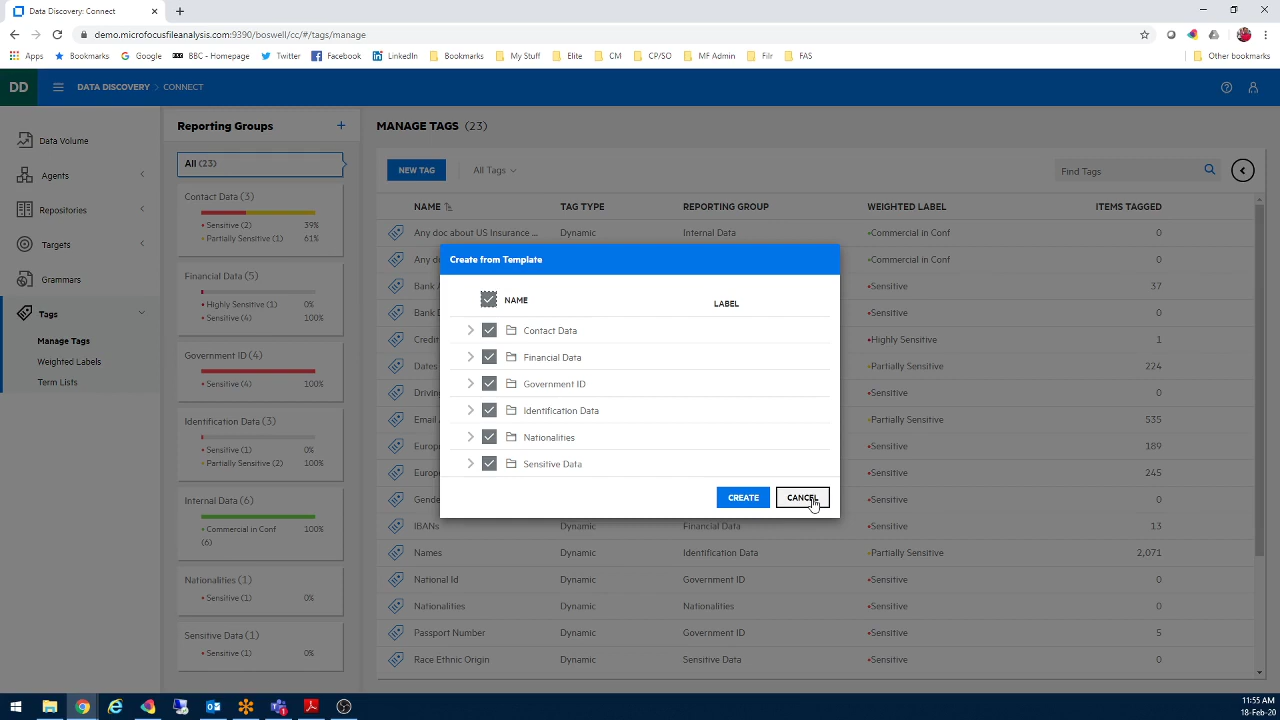 Data Discovery: Connect
demo.microfocusfileanalysis.com:9390/boswell/cc/#/tags/manage
Apps Bookmarks Google BBC - Homepage Twitter Facebook LinkedIn Bookmarks My Stuff Elite CM CP/SO MF Admin Filr FAS Other bookmarks
DD DATA DISCOVERY CONNECT
Data Volume
Agents
Repositories
Targets
Grammars
Tags
Manage Tags
Weighted Labels
Term Lists
Reporting Groups +
All (23)
Contact Data (3)
Sensitive (2) 39%
Partially Sensitive (1) 61%
Financial Data (5)
Highly Sensitive (1) 0%
Sensitive (4) 100%
Government ID (4)
Sensitive (4) 100%
Identification Data (3)
Sensitive (1) 0%
Partially Sensitive (2) 100%
Internal Data (6)
Commercial in Conf 100%
(6)
Nationalities (1)
Sensitive (1) 0%
Sensitive Data (1)
Sensitive (1) 0%
MANAGE TAGS (23)
NEW TAG All Tags Find Tags
NAME TAG TYPE REPORTING GROUP WEIGHTED LABEL ITEMS TAGGED
Any doc about US Insurance ... Dynamic Internal Data Commercial in Conf 0
Any d Commercial in Conf 0
Bank A Sensitive 37
Bank D Sensitive 0
Credit Highly Sensitive 1
Dates Partially Sensitive 224
Driving Sensitive 0
Email A Partially Sensitive 535
Europe Sensitive 189
Europe Sensitive 245
Gende Sensitive 0
IBANs Dynamic Financial Data Sensitive 13
Names Dynamic Identification Data Partially Sensitive 2,071
National Id Dynamic Government ID Sensitive 0
Nationalities Dynamic Nationalities Sensitive 0
Passport Number Dynamic Government ID Sensitive 5
Race Ethnic Origin Dynamic Sensitive Data Sensitive 0
Create from Template
NAME LABEL
Contact Data
Financial Data
Government ID
Identification Data
Nationalities
Sensitive Data
CREATE CANCEL
11:55 AM
18-Feb-20